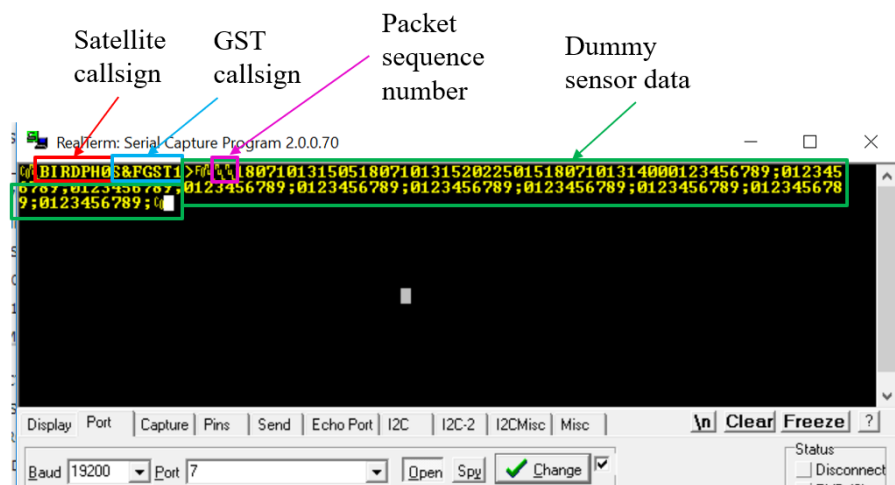 Satellite
callsign
GST
callsign
Packet
sequence
number
Dummy
sensor data
RealTerm: Serial Capture Program 2.0.0.70
BIRDPH0S&FGST1> 18071013150518071013152022501518071013140000123456789;012345
6789;0123456789;0123456789;0123456789;0123456789;0123456789;0123456789;012345678
9;0123456789;
Display Port Capture Pins Send Echo Port I2C I2C-2 I2CMisc Misc \n Clear Freeze ?
Status
Baud 19200 Port 7 Open Spy Change
Disconnect